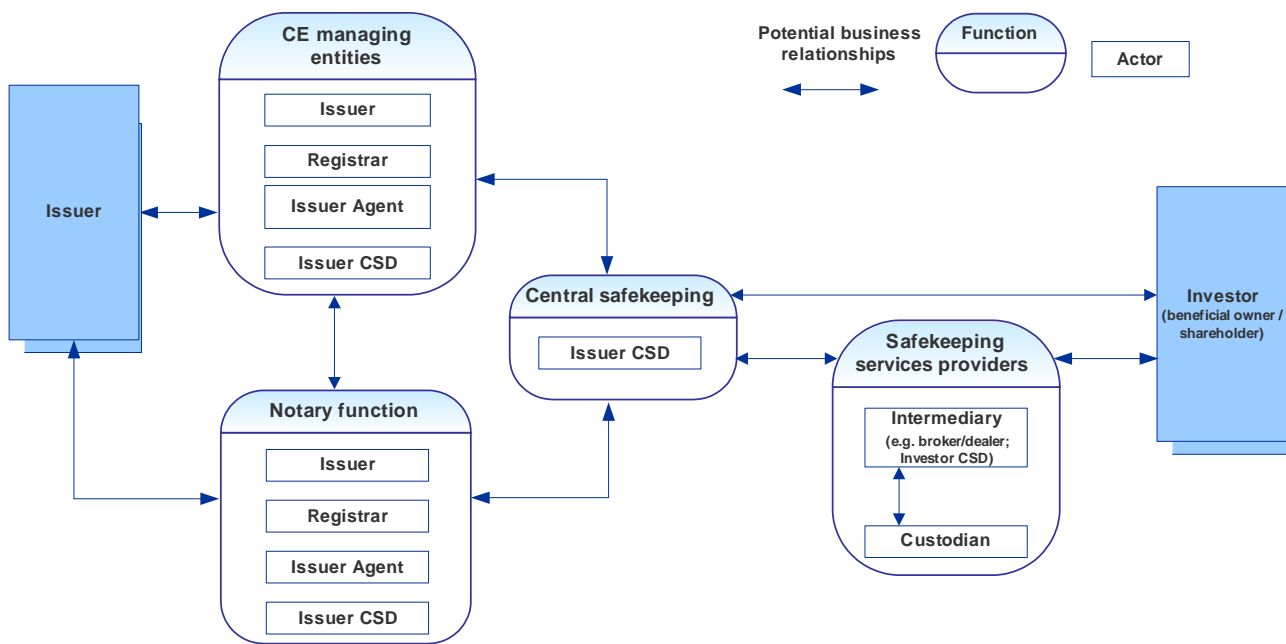 CE managing
entities
Issuer
Registrar
Issuer Agent
Issuer CSD
Potential business
relationships
Function
Actor
Issuer
Central safekeeping
Issuer CSD
Investor
(beneficial owner /
shareholder)
Safekeeping
services providers
Intermediary
(e.g. broker/dealer;
Investor CSD)
Custodian
Notary function
Issuer
Registrar
Issuer Agent
Issuer CSD